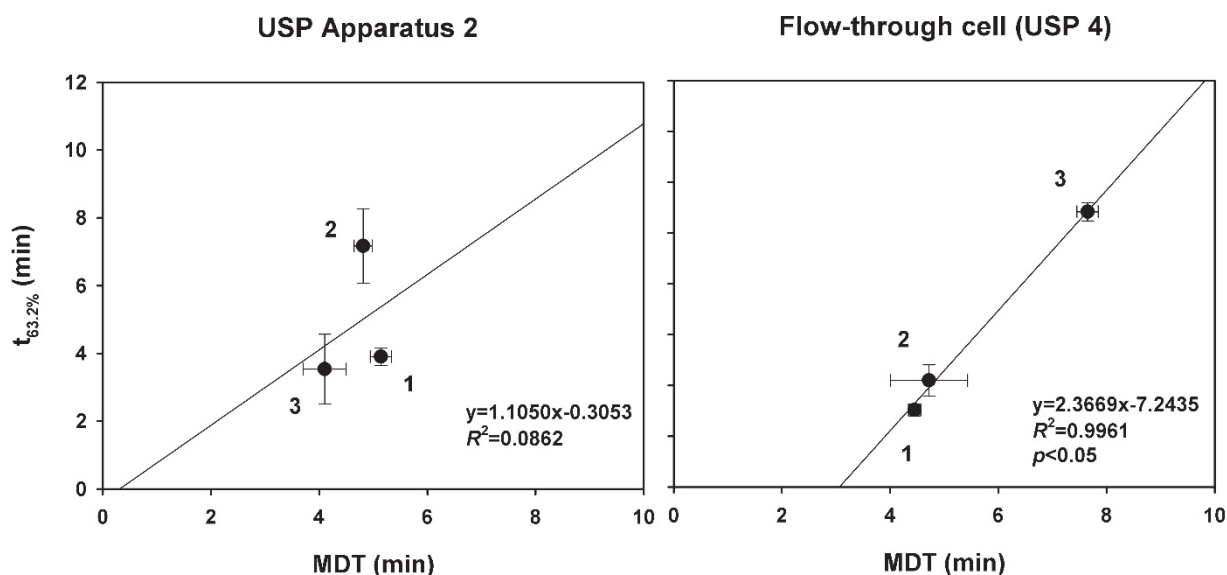 USP Apparatus 2
Flow-through cell (USP 4)
t63.2% (min)
12
10
8
6
4
2
0
2
3
1
y=1.1050x-0.3053
R²=0.0862
0 2 4 6 8 10
MDT (min)
3
2
1
y=2.3669x-7.2435
R²=0.9961
p<0.05
0 2 4 6 8 10
MDT (min)